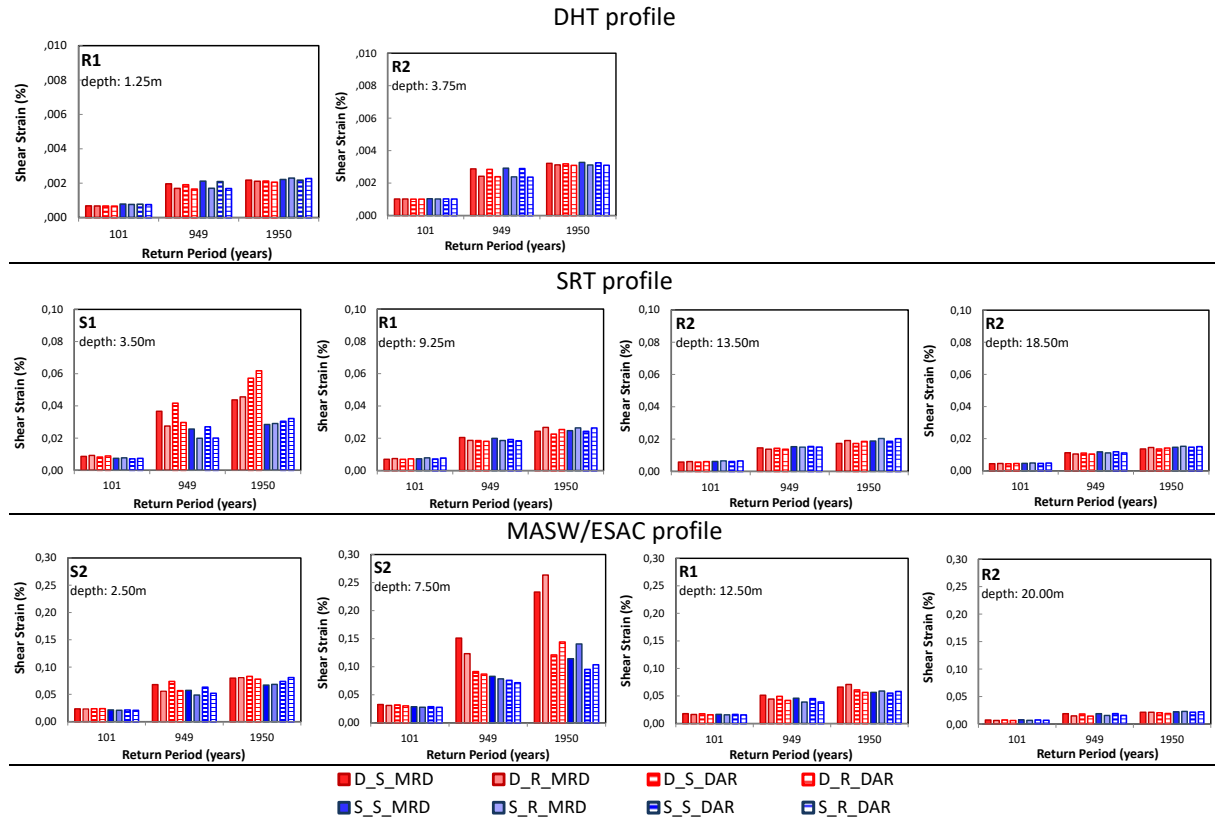 DHT profile
R1
depth: 1.25m
Shear Strain (%)
,010
,008
,006
,004
,002
,000
101 949 1950
Return Period (years)
R2
depth: 3.75m
Shear Strain (%)
,010
,008
,006
,004
,002
,000
101 949 1950
Return Period (years)
SRT profile
S1
depth: 3.50m
Shear Strain (%)
0,10
0,08
0,06
0,04
0,02
0,00
101 949 1950
Return Period (years)
R1
depth: 9.25m
Shear Strain (%)
0,10
0,08
0,06
0,04
0,02
0,00
101 949 1950
Return Period (years)
R2
depth: 13.50m
Shear Strain (%)
0,10
0,08
0,06
0,04
0,02
0,00
101 949 1950
Return Period (years)
R2
depth: 18.50m
Shear Strain (%)
0,10
0,08
0,06
0,04
0,02
0,00
101 949 1950
Return Period (years)
MASW/ESAC profile
S2
depth: 2.50m
Shear Strain (%)
0,30
0,25
0,20
0,15
0,10
0,05
0,00
101 949 1950
Return Period (years)
S2
depth: 7.50m
Shear Strain (%)
0,30
0,25
0,20
0,15
0,10
0,05
0,00
101 949 1950
Return Period (years)
R1
depth: 12.50m
Shear Strain (%)
0,30
0,25
0,20
0,15
0,10
0,05
0,00
101 949 1950
Return Period (years)
R2
depth: 20.00m
Shear Strain (%)
0,30
0,25
0,20
0,15
0,10
0,05
0,00
101 949 1950
Return Period (years)
D_S_MRD D_R_MRD D_S_DAR D_R_DAR
S_S_MRD S_R_MRD S_S_DAR S_R_DAR